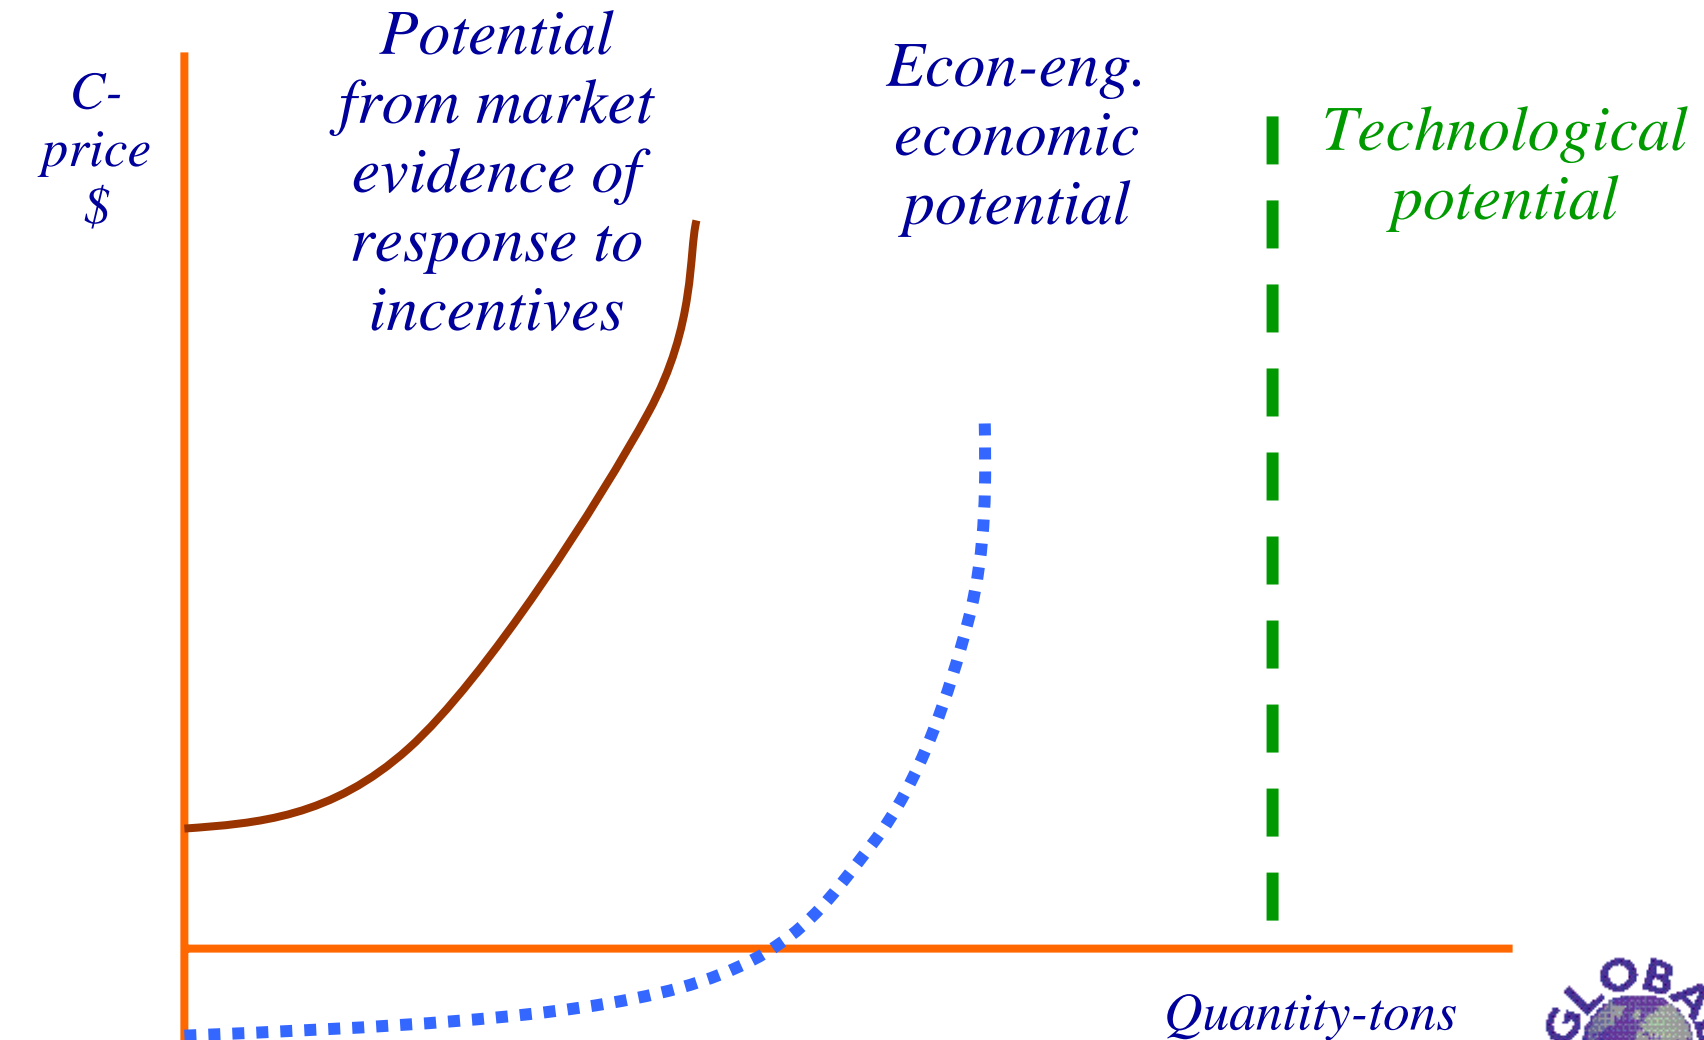 C-
price
$
Potential
from market
evidence of
response to
incentives
Econ-eng.
economic
potential
Technological
potential
Quantity-tons